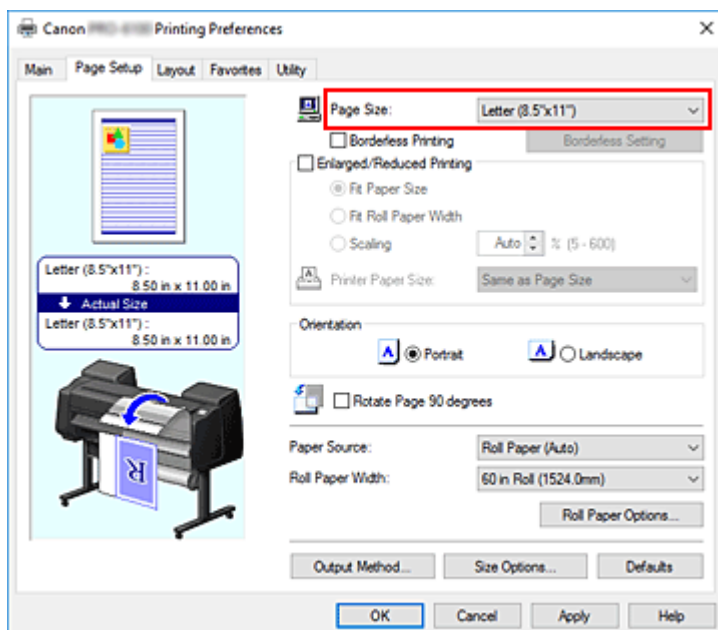 Canon Printing Preferences
Main Page Setup Layout Favorites Utility
Page Size: Letter (8.5"x11")
Borderless Printing Borderless Setting
Enlarged/Reduced Printing
Fit Paper Size
Fit Roll Paper Width
Scaling Auto % (5 - 600)
Printer Paper Size: Same as Page Size
Letter (8.5"x11") :
8.50 in x 11.00 in
Actual Size
Letter (8.5"x11") :
8.50 in x 11.00 in
Orientation
A Portrait A Landscape
Rotate Page 90 degrees
Paper Source: Roll Paper (Auto)
Roll Paper Width: 60 in Roll (1524.0mm)
Roll Paper Options...
R
Output Method... Size Options... Defaults
OK Cancel Apply Help